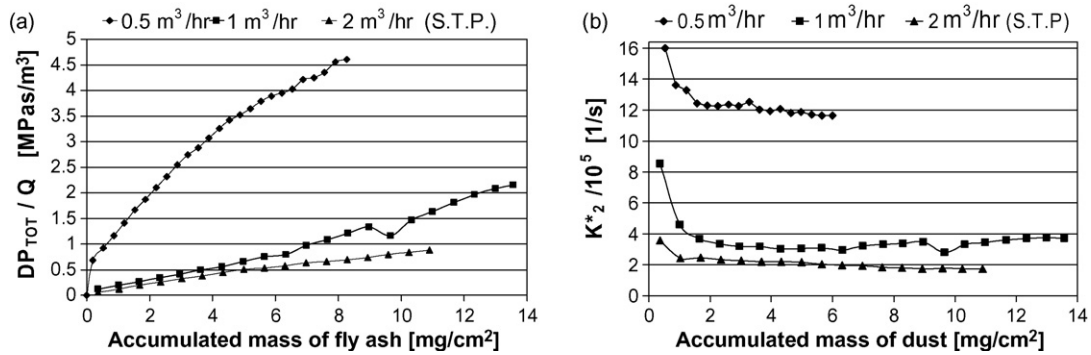 (a)
0.5 m³/hr 1 m³/hr 2 m³/hr (S.T.P.)
DP_TOT / Q [MPas/m³]
5
4.5
4
3.5
3
2.5
2
1.5
1
0.5
0
0 2 4 6 8 10 12 14
Accumulated mass of fly ash [mg/cm²]
(b)
0.5 m³/hr 1 m³/hr 2 m³/hr (S.T.P)
K*₂ /10⁵ [1/s]
16
14
12
10
8
6
4
2
0
0 2 4 6 8 10 12 14
Accumulated mass of dust [mg/cm²]